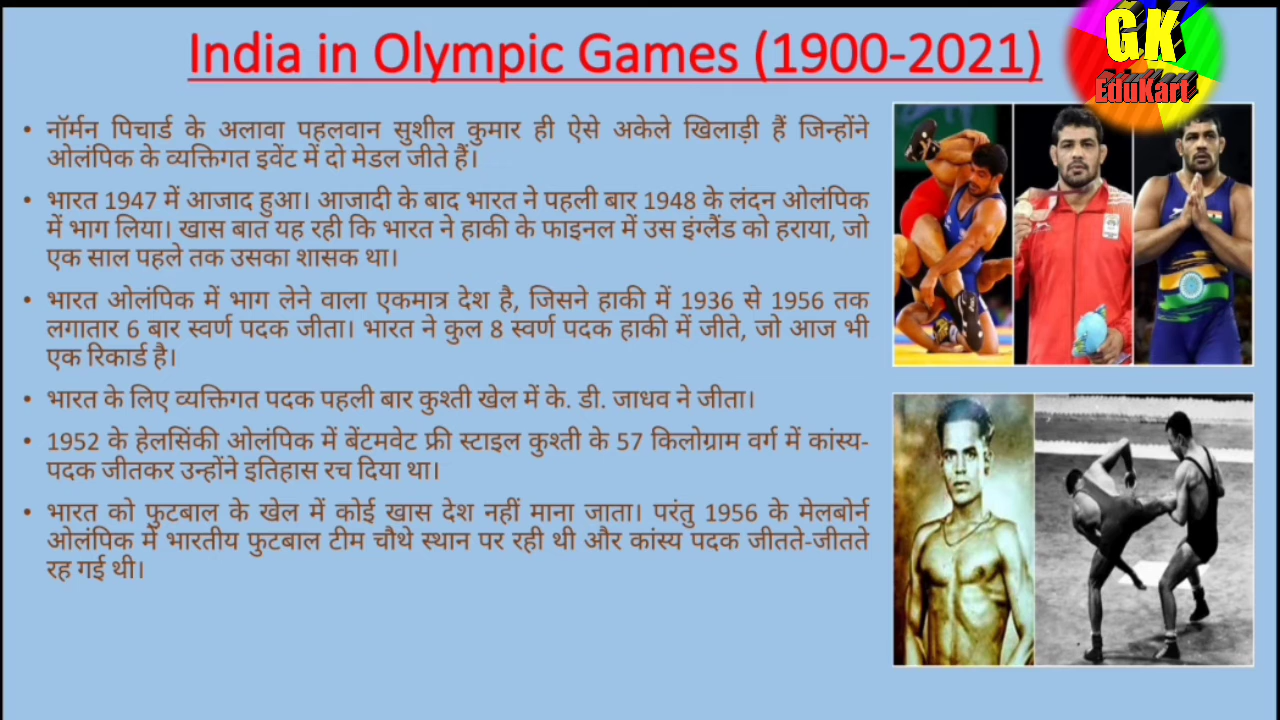 India in Olympic Games (1900-2021)
GK
EduKart
• नॉर्मन पिचार्ड के अलावा पहलवान सुशील कुमार ही ऐसे अकेले खिलाड़ी हैं जिन्होंने
ओलंपिक के व्यक्तिगत इवेंट में दो मेडल जीते हैं।
• भारत 1947 में आजाद हुआ। आजादी के बाद भारत ने पहली बार 1948 के लंदन ओलंपिक
में भाग लिया। खास बात यह रही कि भारत ने हाकी के फाइनल में उस इंग्लैंड को हराया, जो
एक साल पहले तक उसका शासक था।
• भारत ओलंपिक में भाग लेने वाला एकमात्र देश है, जिसने हाकी में 1936 से 1956 तक
लगातार 6 बार स्वर्ण पदक जीता। भारत ने कुल 8 स्वर्ण पदक हाकी में जीते, जो आज भी
एक रिकार्ड है।
• भारत के लिए व्यक्तिगत पदक पहली बार कुश्ती खेल में के. डी. जाधव ने जीता।
• 1952 के हेलसिंकी ओलंपिक में बेंटमवेट फ्री स्टाइल कुश्ती के 57 किलोग्राम वर्ग में कांस्य-
पदक जीतकर उन्होंने इतिहास रच दिया था।
• भारत को फुटबाल के खेल में कोई खास देश नहीं माना जाता। परंतु 1956 के मेलबोर्न
ओलंपिक में भारतीय फुटबाल टीम चौथे स्थान पर रही थी और कांस्य पदक जीतते-जीतते
रह गई थी।